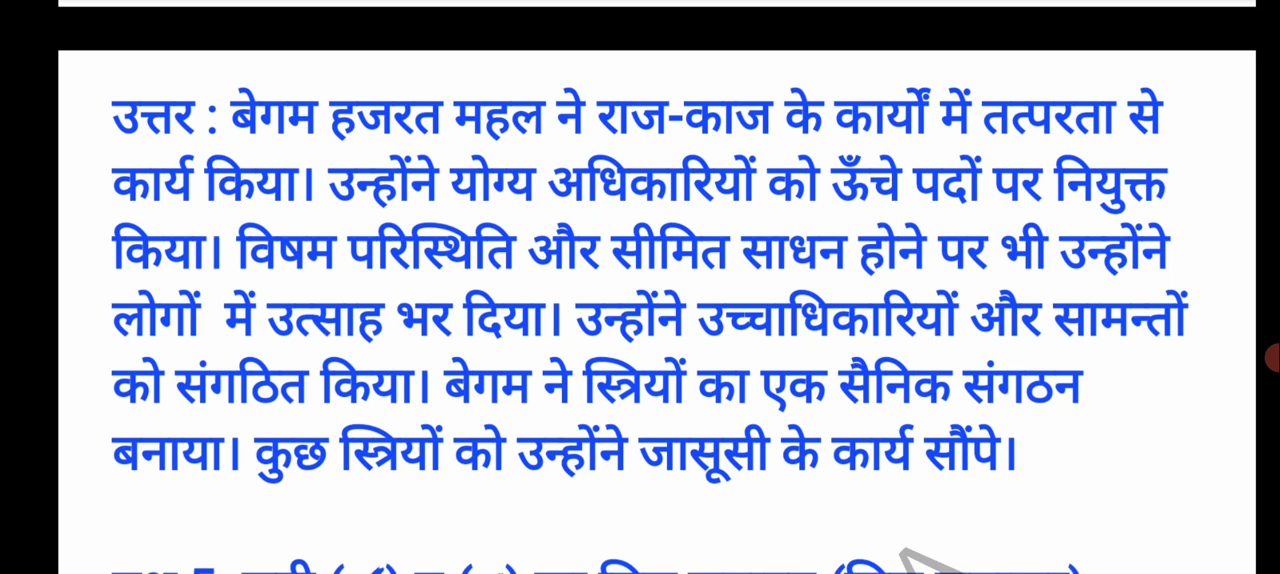 उत्तर : बेगम हजरत महल ने राज-काज के कार्यों में तत्परता से
कार्य किया। उन्होंने योग्य अधिकारियों को ऊँचे पदों पर नियुक्त
किया। विषम परिस्थिति और सीमित साधन होने पर भी उन्होंने
लोगों में उत्साह भर दिया। उन्होंने उच्चाधिकारियों और सामन्तों
को संगठित किया। बेगम ने स्त्रियों का एक सैनिक संगठन
बनाया। कुछ स्त्रियों को उन्होंने जासूसी के कार्य सौंपे।